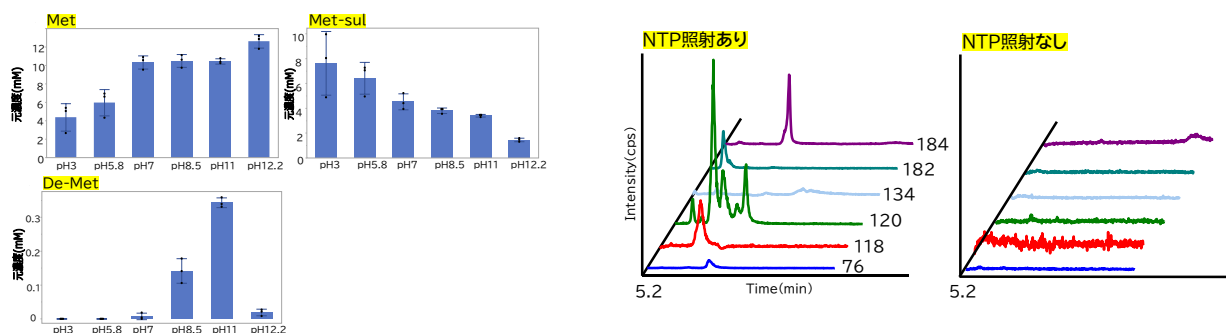 Met
元濃度(mM)
12
10
8
6
4
2
0
pH3 pH5.8 pH7 pH8.5 pH11 pH12.2
Met-sul
元濃度(mM)
10
8
6
4
2
0
pH3 pH5.8 pH7 pH8.5 pH11 pH12.2
De-Met
元濃度(mM)
0.3
0.2
0.1
0
pH3 pH5.8 pH7 pH8.5 pH11 pH12.2
NTP照射あり
Intensity(cps)
184
182
134
120
118
76
5.2
Time(min)
NTP照射なし
5.2